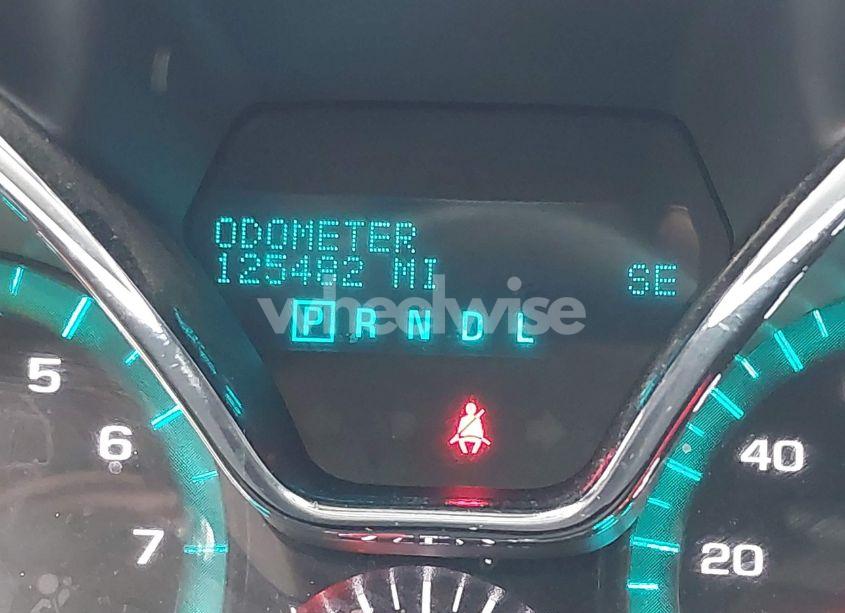 ODOMETER
125482 MI SE
wheelwise
P R N D L
5
6
7
40
20